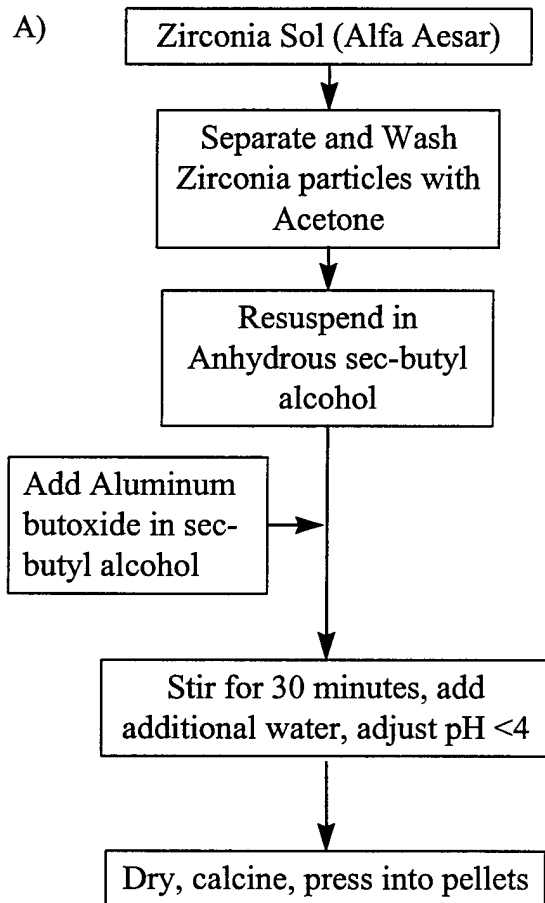 A)
Zirconia Sol (Alfa Aesar)
Separate and Wash
Zirconia particles with
Acetone
Resuspend in
Anhydrous sec-butyl
alcohol
Add Aluminum
butoxide in sec-
butyl alcohol
Stir for 30 minutes, add
additional water, adjust pH <4
Dry, calcine, press into pellets